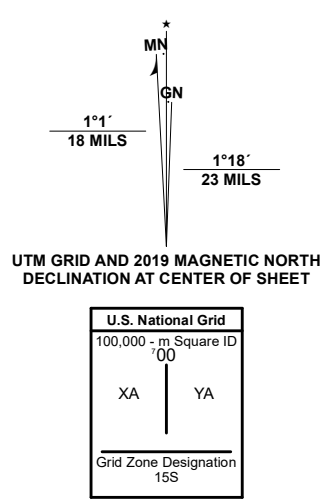 ★
MN
GN
1°1´
18 MILS
1°18´
23 MILS
UTM GRID AND 2019 MAGNETIC NORTH
DECLINATION AT CENTER OF SHEET
U.S. National Grid
100,000 - m Square ID
⁷00
XA YA
Grid Zone Designation
15S